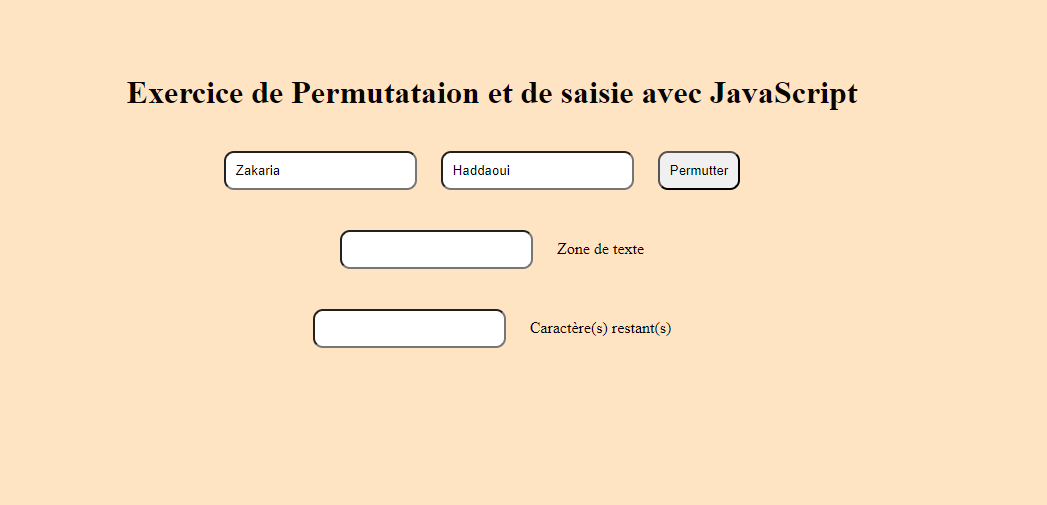 Exercice de Permutataion et de saisie avec JavaScript
Zakaria Haddaoui Permutter
Zone de texte
Caractère(s) restant(s)